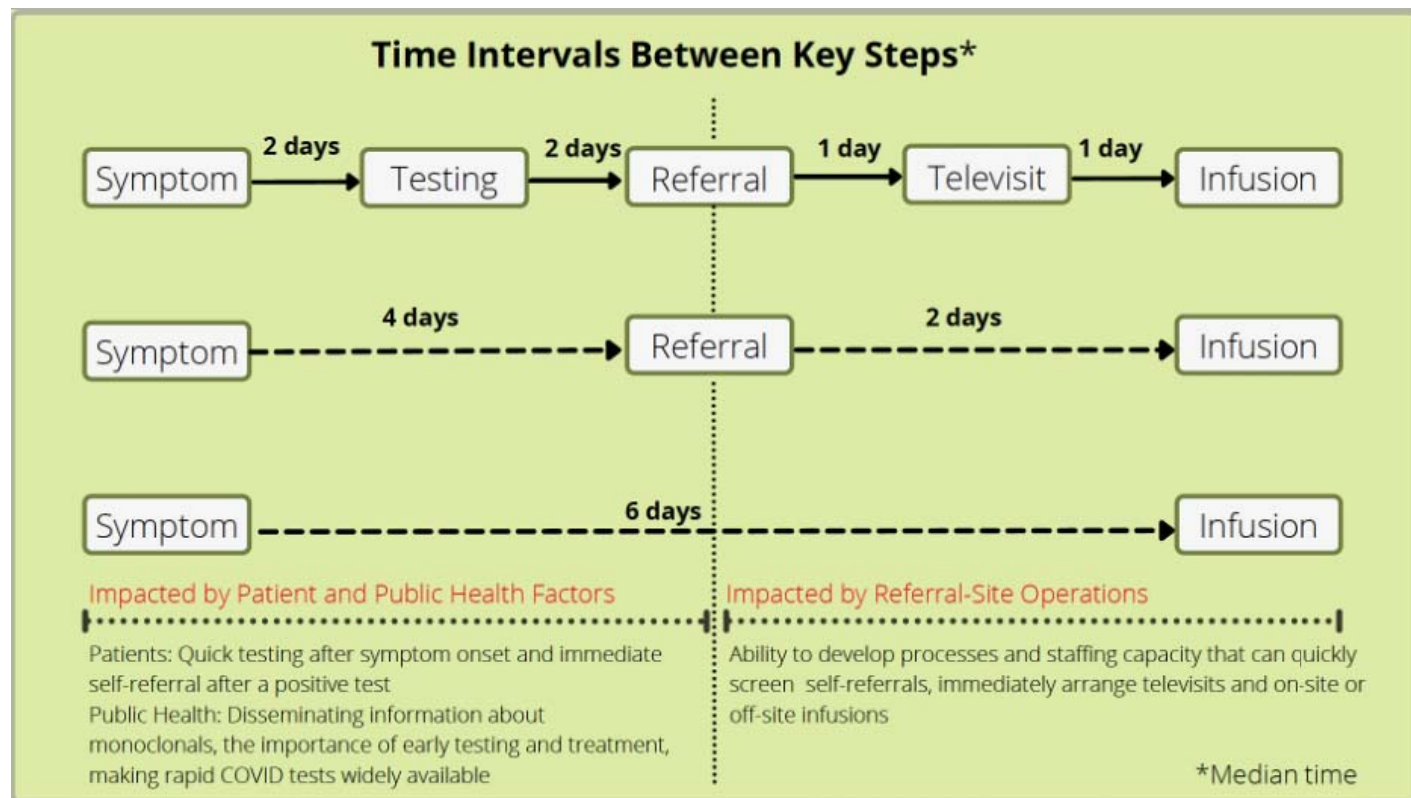 Time Intervals Between Key Steps*
2 days
2 days
1 day
1 day
Symptom
Testing
Referral
Televisit
Infusion
4 days
2 days
Symptom
Referral
Infusion
6 days
Symptom
Infusion
Impacted by Patient and Public Health Factors
Patients: Quick testing after symptom onset and immediate
self-referral after a positive test
Public Health: Disseminating information about
monoclonals, the importance of early testing and treatment,
making rapid COVID tests widely available
Impacted by Referral-Site Operations
Ability to develop processes and staffing capacity that can quickly
screen self-referrals, immediately arrange televisits and on-site or
off-site infusions
*Median time